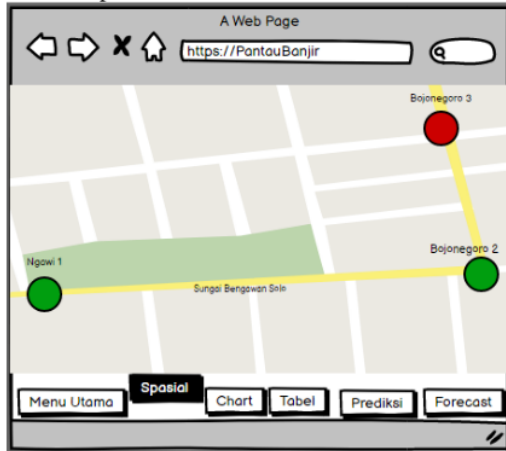 A Web Page
https://PantauBanjir
Bojonegoro 3
Bojonegoro 2
Ngawi 1
Sungai Bengawan Solo
Menu Utama
Spasial
Chart
Tabel
Prediksi
Forecast